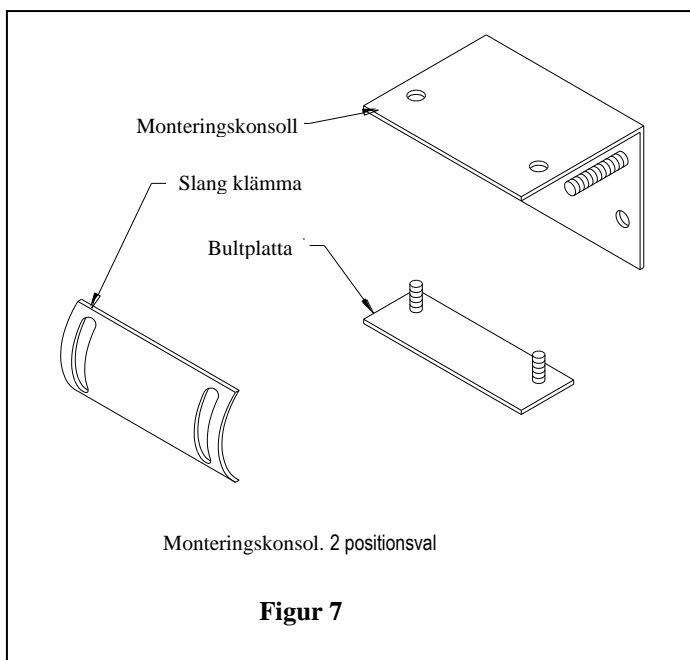 Monteringskonsoll
Slang klämma
Bultplatta
Monteringskonsol. 2 positionsval
Figur 7